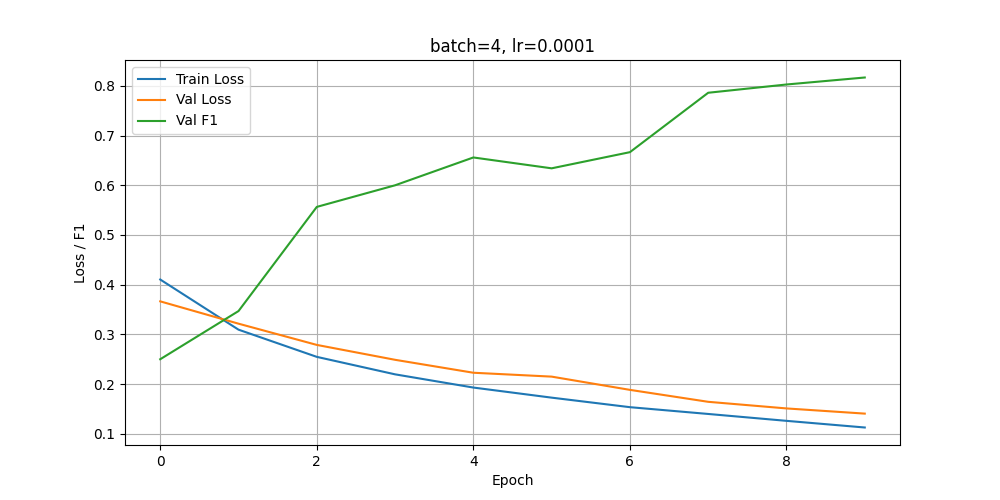 batch=4, lr=0.0001
Train Loss
Val Loss
Val F1
Loss / F1
0.8
0.7
0.6
0.5
0.4
0.3
0.2
0.1
0 2 4 6 8
Epoch